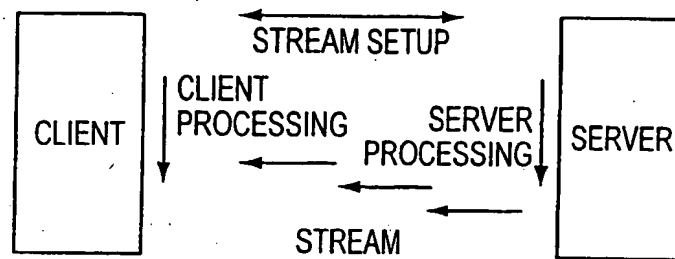 STREAM SETUP
CLIENT
CLIENT
PROCESSING
SERVER
PROCESSING
SERVER
STREAM